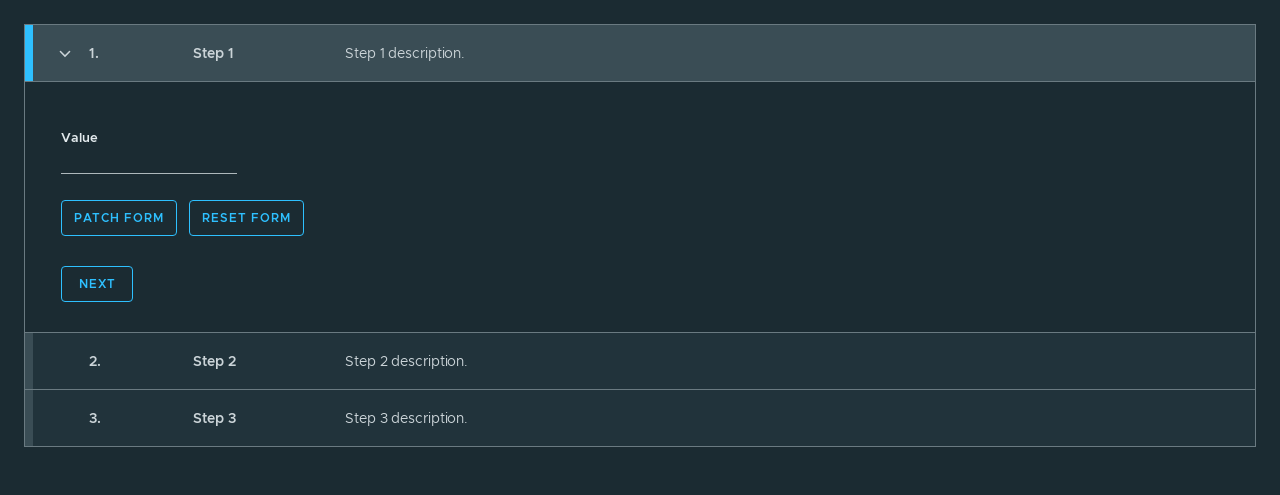 1. Step 1 Step 1 description.
Value
PATCH FORM RESET FORM
NEXT
2. Step 2 Step 2 description.
3. Step 3 Step 3 description.